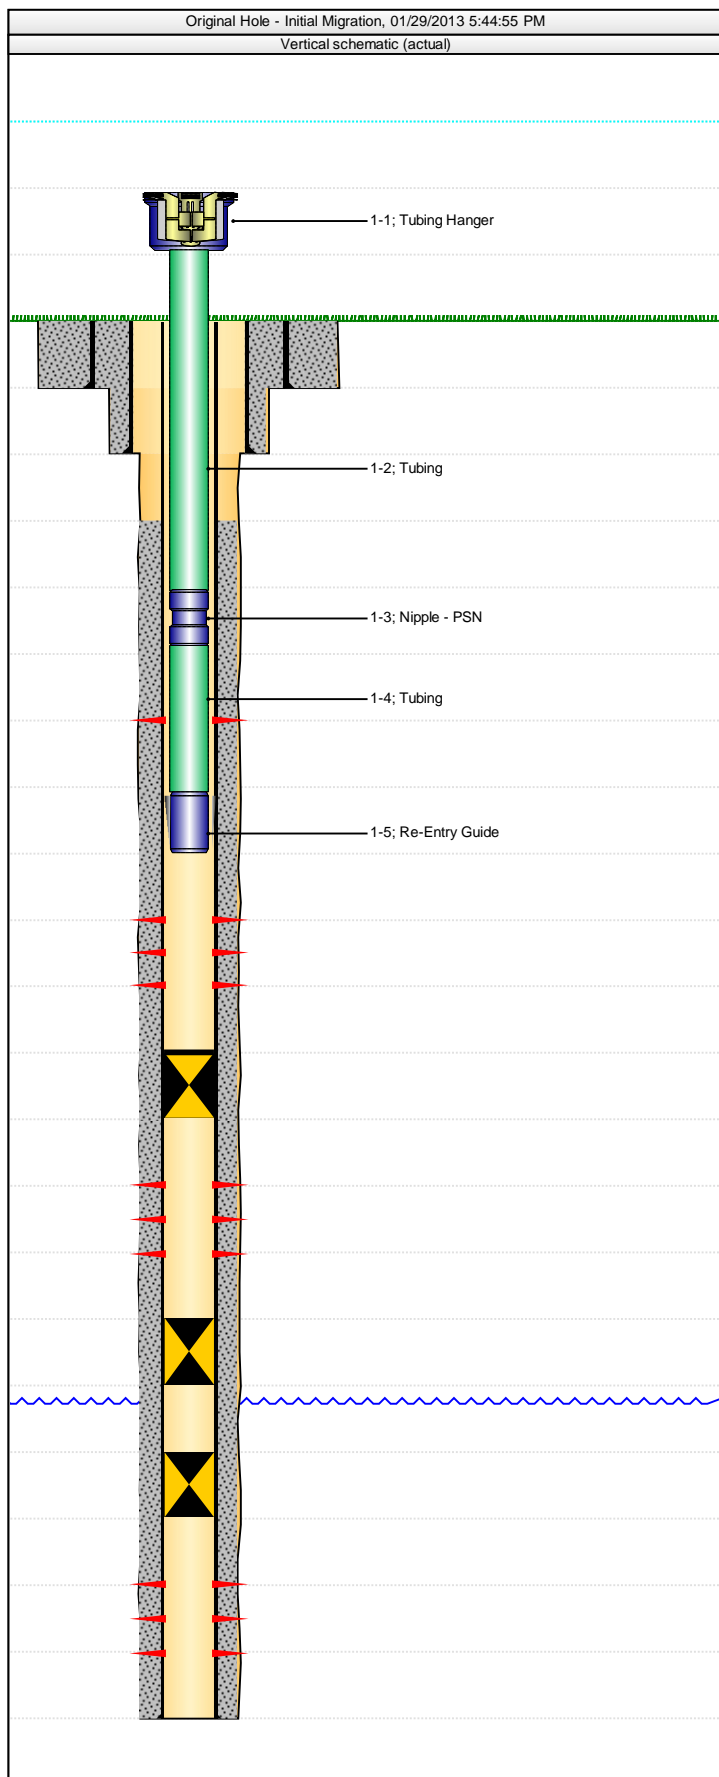 Original Hole - Initial Migration, 01/29/2013 5:44:55 PM
Vertical schematic (actual)
1-1; Tubing Hanger
1-2; Tubing
1-3; Nipple - PSN
1-4; Tubing
1-5; Re-Entry Guide